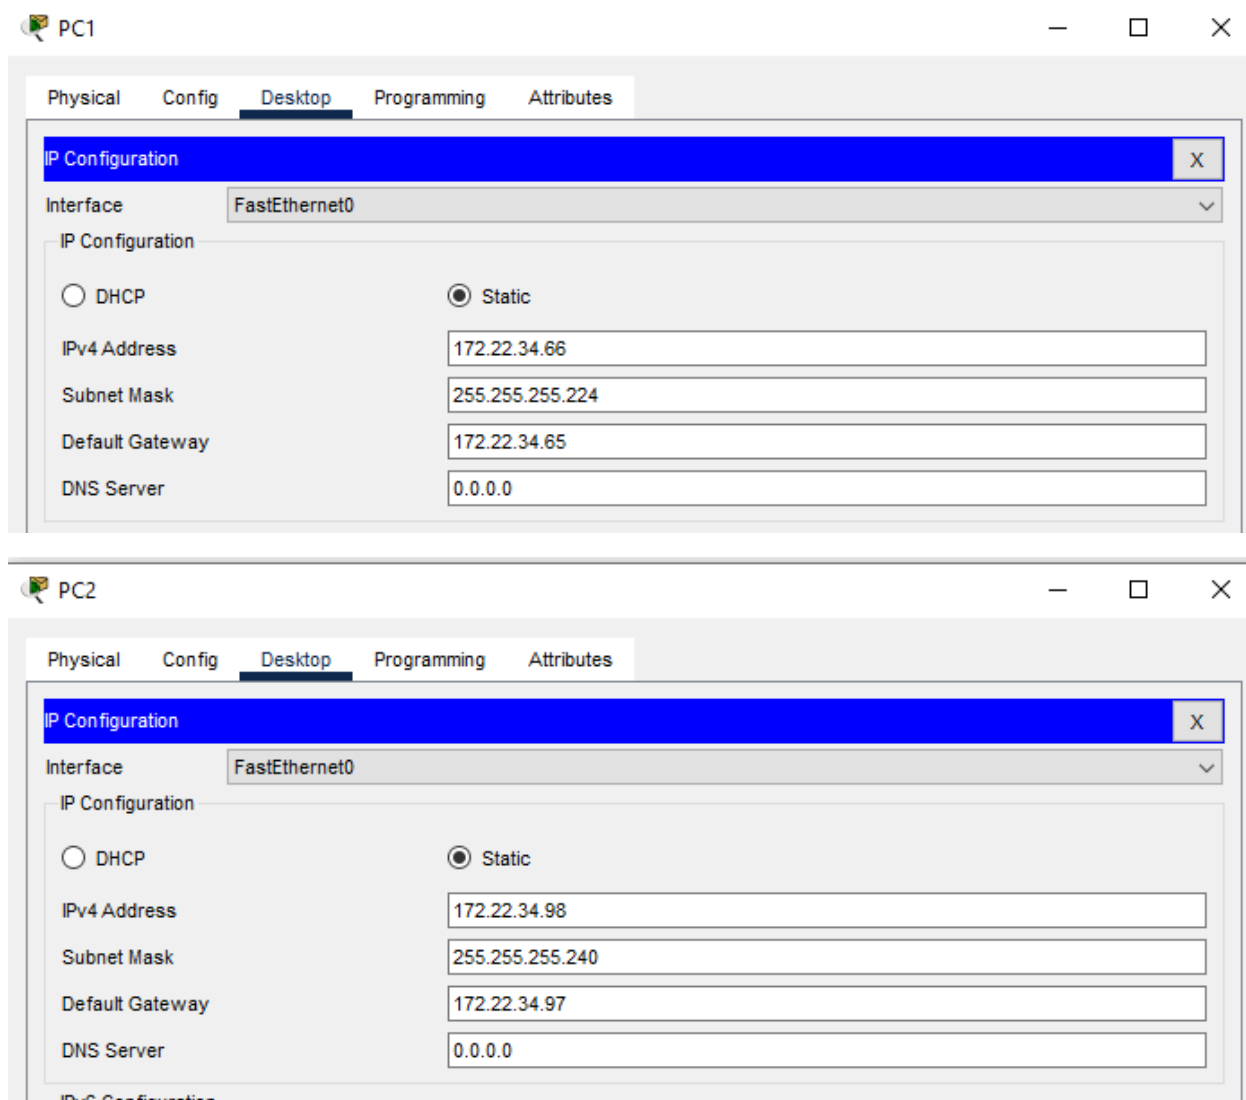 PC1
Physical Config Desktop Programming Attributes
IP Configuration X
Interface FastEthernet0
IP Configuration
DHCP Static
IPv4 Address 172.22.34.66
Subnet Mask 255.255.255.224
Default Gateway 172.22.34.65
DNS Server 0.0.0.0
PC2
Physical Config Desktop Programming Attributes
IP Configuration X
Interface FastEthernet0
IP Configuration
DHCP Static
IPv4 Address 172.22.34.98
Subnet Mask 255.255.255.240
Default Gateway 172.22.34.97
DNS Server 0.0.0.0
IPv6 Configuration